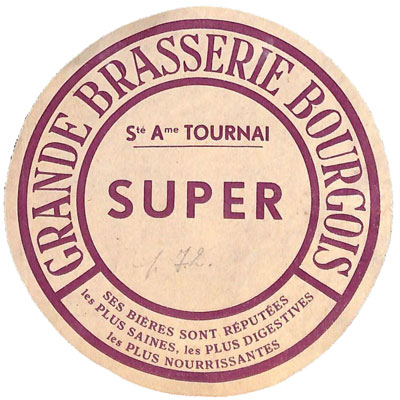 GRANDE BRASSERIE BOURGOIS
Sté Ame TOURNAI
SUPER
SES BIÈRES SONT RÉPUTÉES
les PLUS SAINES, les PLUS DIGESTIVES
les PLUS NOURRISSANTES